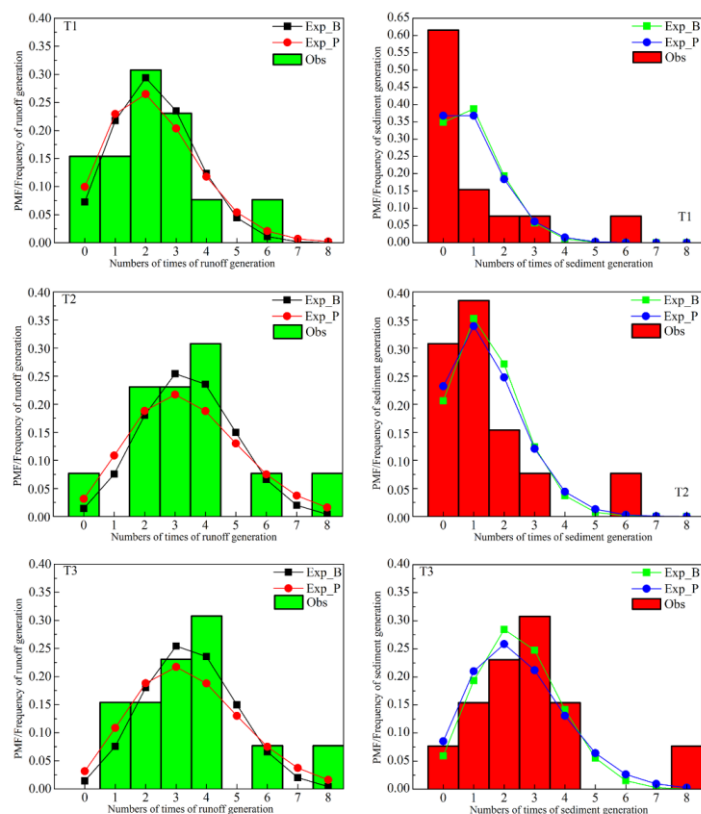 T1
Exp_B
Exp_P
Obs
PMF/Frequency of runoff generation
0.40
0.35
0.30
0.25
0.20
0.15
0.10
0.05
0.00
0 1 2 3 4 5 6 7 8
Numbers of times of runoff generation
Exp_B
Exp_P
Obs
PMF/Frequency of sediment generation
0.65
0.60
0.55
0.50
0.45
0.40
0.35
0.30
0.25
0.20
0.15
0.10
0.05
0.00
T1
0 1 2 3 4 5 6 7 8
Numbers of times of sediment generation
T2
Exp_B
Exp_P
Obs
PMF/Frequency of runoff generation
0.40
0.35
0.30
0.25
0.20
0.15
0.10
0.05
0.00
0 1 2 3 4 5 6 7 8
Numbers of times of runoff generation
Exp_B
Exp_P
Obs
PMF/Frequency of sediment generation
0.40
0.35
0.30
0.25
0.20
0.15
0.10
0.05
0.00
T2
0 1 2 3 4 5 6 7 8
Numbers of times of sediment generation
T3
Exp_B
Exp_P
Obs
PMF/Frequency of runoff generation
0.40
0.35
0.30
0.25
0.20
0.15
0.10
0.05
0.00
0 1 2 3 4 5 6 7 8
Numbers of times of runoff generation
T3
Exp_B
Exp_P
Obs
PMF/Frequency of sediment generation
0.40
0.35
0.30
0.25
0.20
0.15
0.10
0.05
0.00
0 1 2 3 4 5 6 7 8
Numbers of times of sediment generation